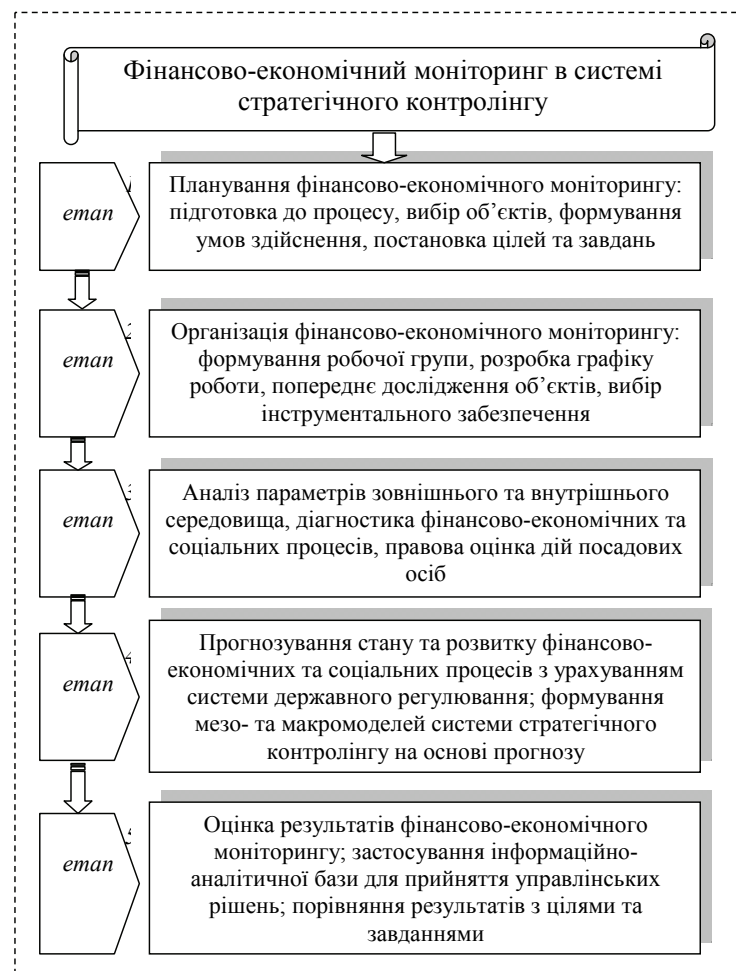 Фінансово-економічний моніторинг в системі
стратегічного контролінгу
етап
Планування фінансово-економічного моніторингу:
підготовка до процесу, вибір об’єктів, формування
умов здійснення, постановка цілей та завдань
етап
Організація фінансово-економічного моніторингу:
формування робочої групи, розробка графіку
роботи, попереднє дослідження об’єктів, вибір
інструментального забезпечення
етап
Аналіз параметрів зовнішнього та внутрішнього
середовища, діагностика фінансово-економічних та
соціальних процесів, правова оцінка дій посадових
осіб
етап
Прогнозування стану та розвитку фінансово-
економічних та соціальних процесів з урахуванням
системи державного регулювання; формування
мезо- та макромоделей системи стратегічного
контролінгу на основі прогнозу
етап
Оцінка результатів фінансово-економічного
моніторингу; застосування інформаційно-
аналітичної бази для прийняття управлінських
рішень; порівняння результатів з цілями та
завданнями